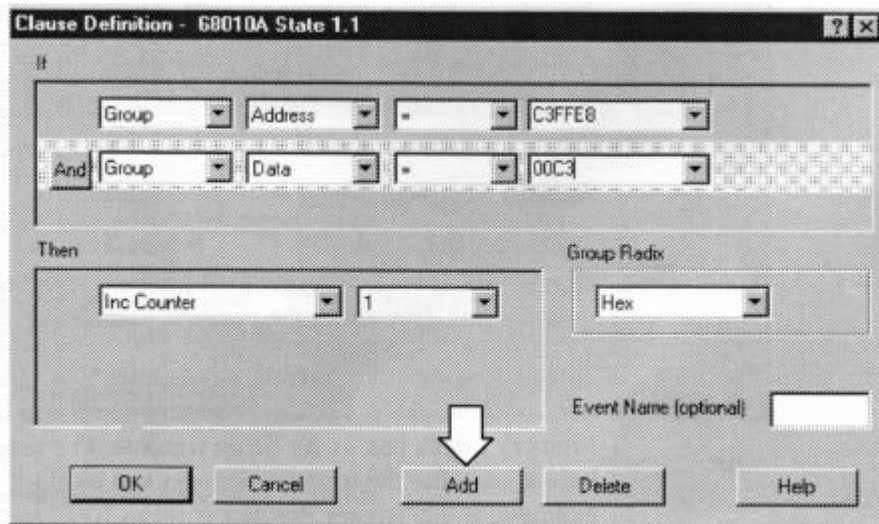 Clause Definition - 68010A State 1.1
If
Group Address = C3FFE8
And Group Data = 00C3
Then
Group Radix
Inc Counter 1
Hex
Event Name (optional)
OK Cancel Add Delete Help